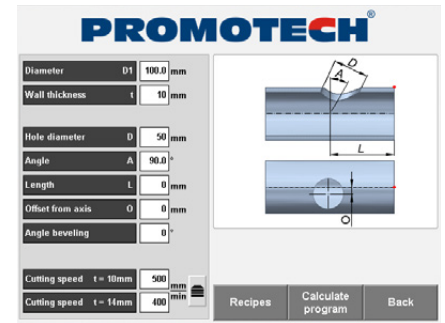 PROMOTECH®
Diameter D1 100.0 mm
Wall thickness t 10 mm
Hole diameter D 50 mm
Angle A 90.0 °
Length L 0 mm
Offset from axis O 0 mm
Angle beveling 0 °
Cutting speed t = 10mm 500 mm
min
Cutting speed t = 14mm 400
D
A
L
O
Recipes
Calculate
program
Back